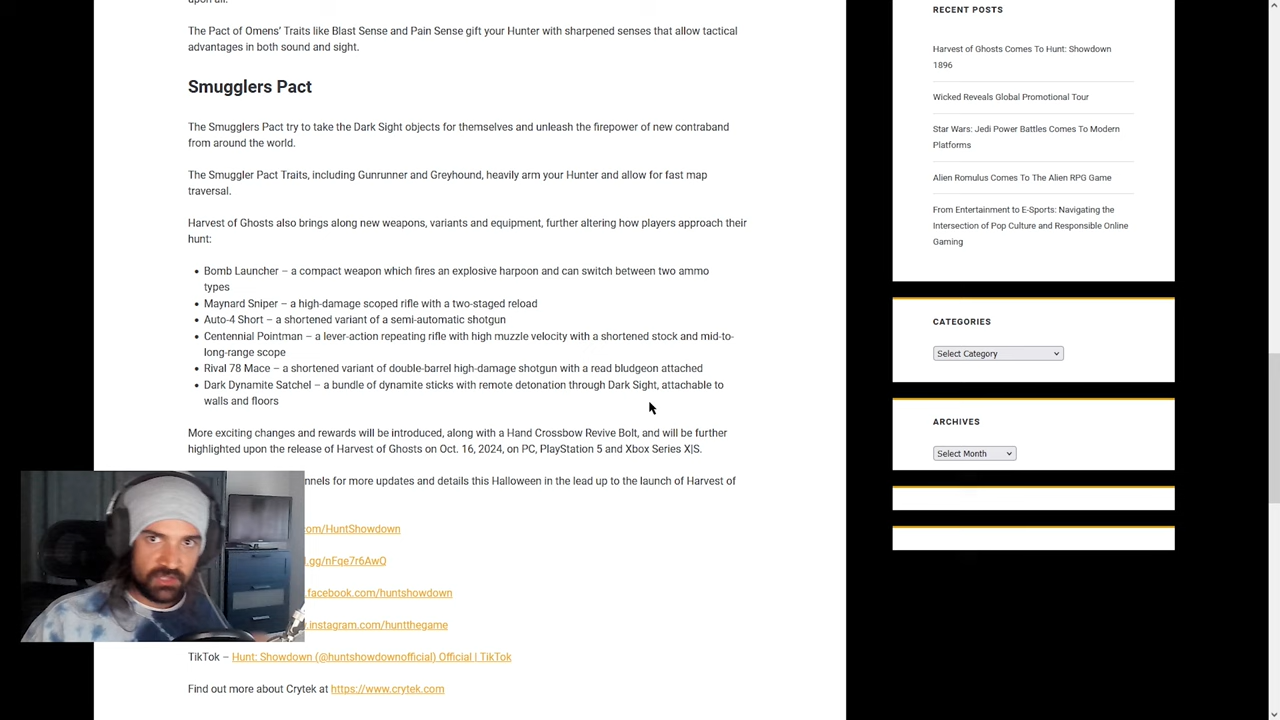 The Pact of Omens' Traits like Blast Sense and Pain Sense gift your Hunter with sharpened senses that allow tactical
advantages in both sound and sight.
Smugglers Pact
The Smugglers Pact try to take the Dark Sight objects for themselves and unleash the firepower of new contraband
from around the world.
The Smuggler Pact Traits, including Gunrunner and Greyhound, heavily arm your Hunter and allow for fast map
traversal.
Harvest of Ghosts also brings along new weapons, variants and equipment, further altering how players approach their
hunt:
• Bomb Launcher – a compact weapon which fires an explosive harpoon and can switch between two ammo
types
• Maynard Sniper – a high-damage scoped rifle with a two-staged reload
• Auto-4 Short – a shortened variant of a semi-automatic shotgun
• Centennial Pointman – a lever-action repeating rifle with high muzzle velocity with a shortened stock and mid-to-
long-range scope
• Rival 78 Mace – a shortened variant of double-barrel high-damage shotgun with a read bludgeon attached
• Dark Dynamite Satchel – a bundle of dynamite sticks with remote detonation through Dark Sight, attachable to
walls and floors
More exciting changes and rewards will be introduced, along with a Hand Crossbow Revive Bolt, and will be further
highlighted upon the release of Harvest of Ghosts on Oct. 16, 2024, on PC, PlayStation 5 and Xbox Series X|S.
nnels for more updates and details this Halloween in the lead up to the launch of Harvest of
om/HuntShowdown
.gg/nFqe7r6AwQ
.facebook.com/huntshowdown
.instagram.com/huntthegame
TikTok – Hunt: Showdown (@huntshowdownofficial) Official | TikTok
Find out more about Crytek at https://www.crytek.com
RECENT POSTS
Harvest of Ghosts Comes To Hunt: Showdown
1896
Wicked Reveals Global Promotional Tour
Star Wars: Jedi Power Battles Comes To Modern
Platforms
Alien Romulus Comes To The Alien RPG Game
From Entertainment to E-Sports: Navigating the
Intersection of Pop Culture and Responsible Online
Gaming
CATEGORIES
Select Category
ARCHIVES
Select Month